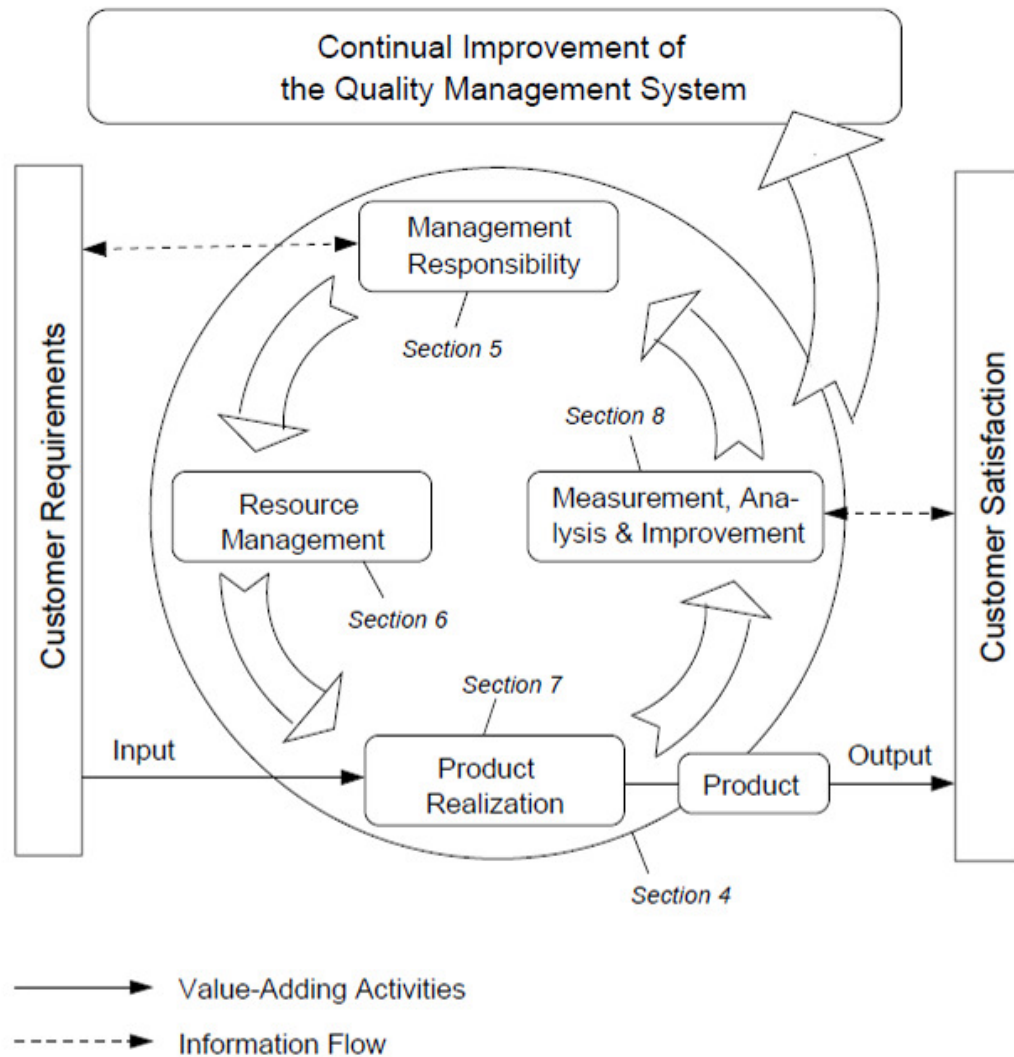 Continual Improvement of
the Quality Management System
Customer Requirements
Management
Responsibility
Section 5
Section 8
Resource
Management
Measurement, Ana-
lysis & Improvement
Section 6
Section 7
Input
Product
Realization
Product
Output
Section 4
Customer Satisfaction
Value-Adding Activities
Information Flow